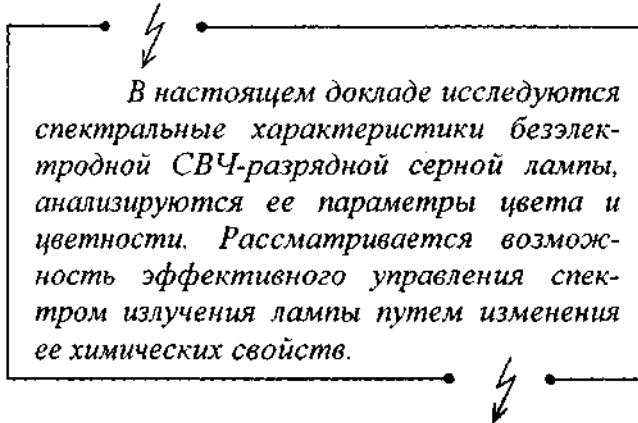 В настоящем докладе исследуются
спектральные характеристики безэлек-
тродной СВЧ-разрядной серной лампы,
анализируются ее параметры цвета и
цветности. Рассматривается возмож-
ность эффективного управления спек-
тром излучения лампы путем изменения
ее химических свойств.